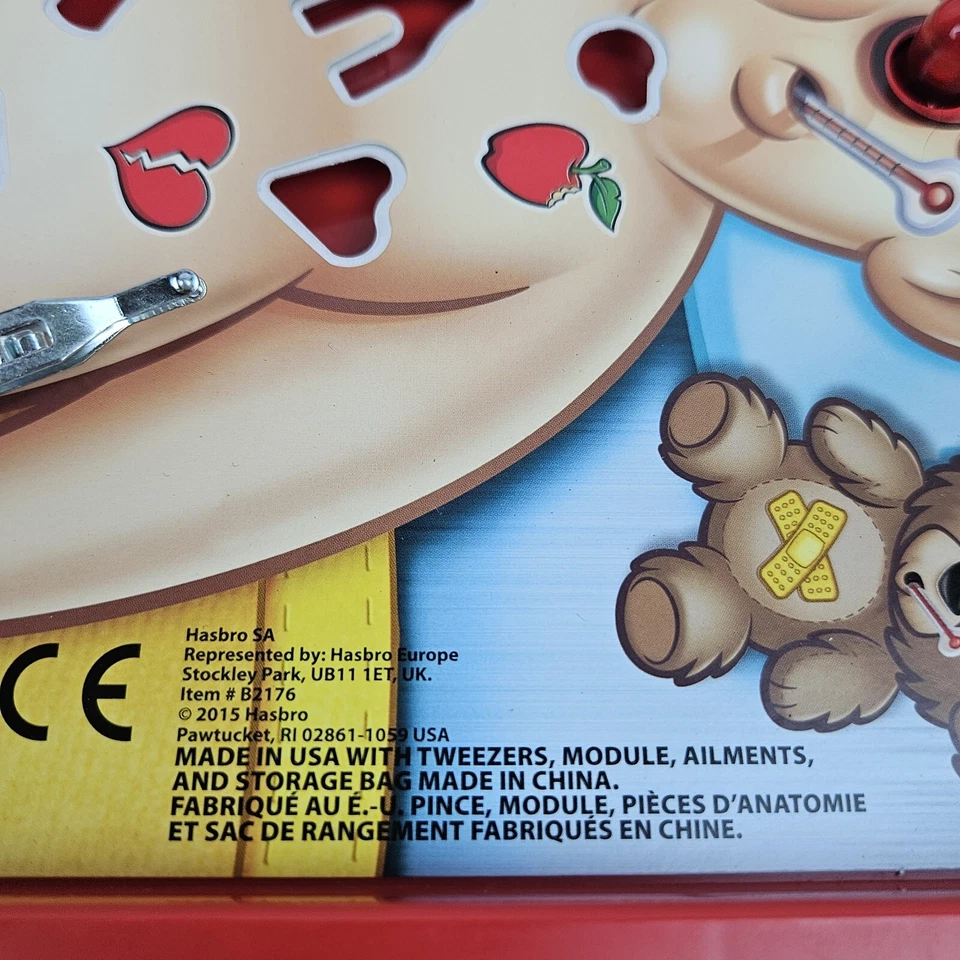 CE
Hasbro SA
Represented by: Hasbro Europe
Stockley Park, UB11 1ET, UK.
Item # B2176
© 2015 Hasbro
Pawtucket, RI 02861-1059 USA
MADE IN USA WITH TWEEZERS, MODULE, AILMENTS,
AND STORAGE BAG MADE IN CHINA.
FABRIQUÉ AU É.-U. PINCE, MODULE, PIÈCES D'ANATOMIE
ET SAC DE RANGEMENT FABRIQUÉS EN CHINE.